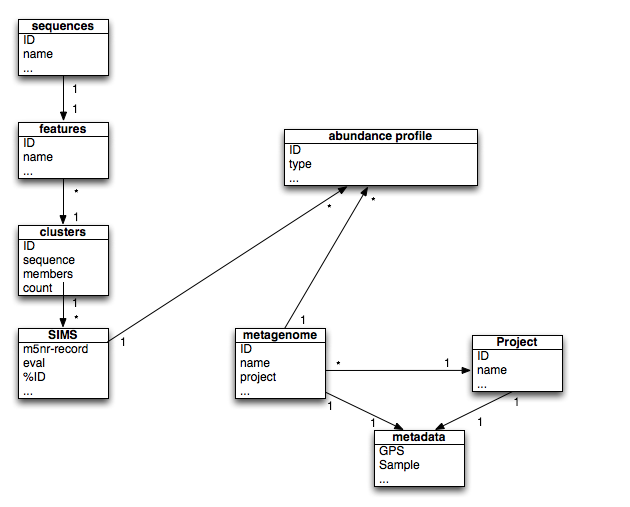 sequences
ID
name
...
1
1
features
ID
name
...
*
1
clusters
ID
sequence
members
count
1
*
SIMS
m5nr-record
eval
%ID
...
1
abundance profile
ID
type
...
*
*
1
metagenome
ID
name
project
*
1
Project
ID
name
...
1
1
1
1
metadata
GPS
Sample
...